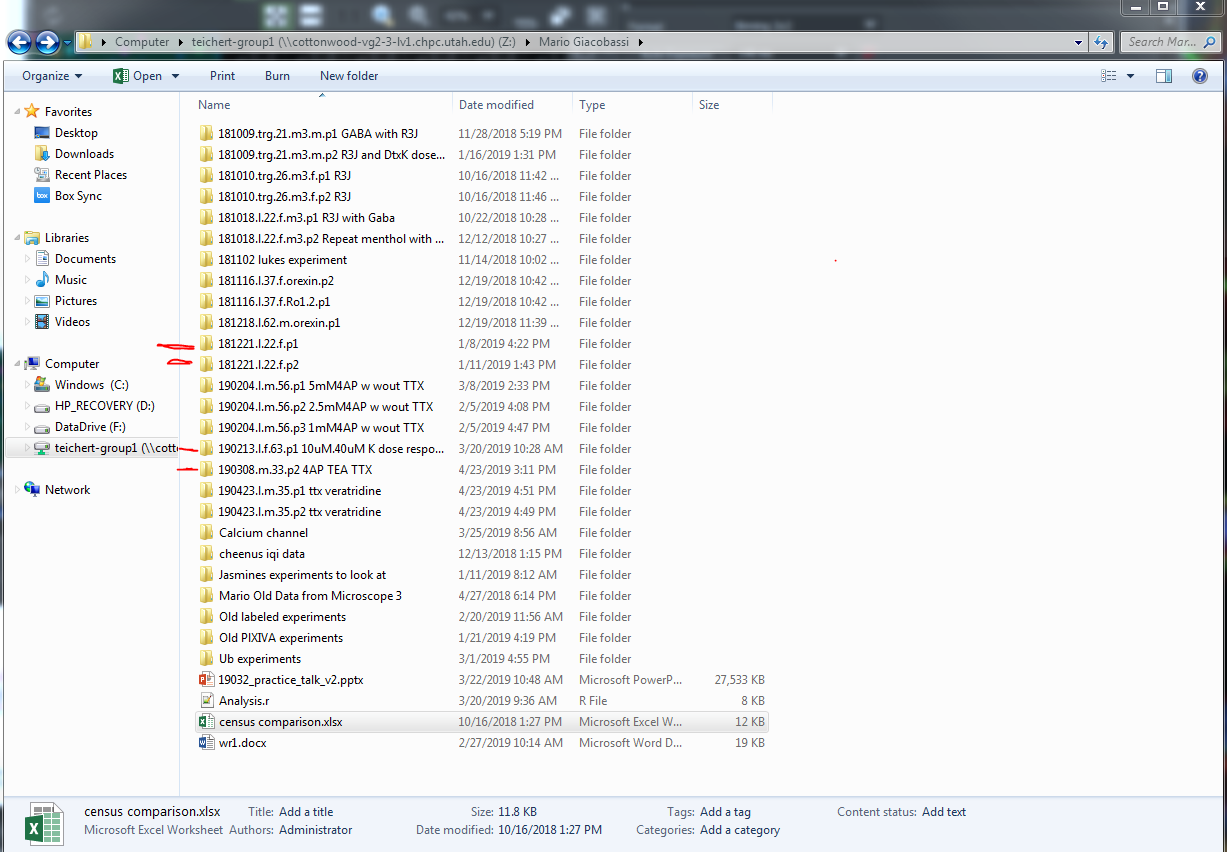 Computer teichert-group1 (\\cottonwood-vg2-3-lv1.chpc.utah.edu) (Z:) Mario Giacobassi Search Mar...
Organize Open Print Burn New folder
Favorites
Desktop
Downloads
Recent Places
Box Sync
Libraries
Documents
Music
Pictures
Videos
Computer
Windows (C:)
HP_RECOVERY (D:)
DataDrive (F:)
teichert-group1 (\\cott
Network
Name Date modified Type Size
181009.trg.21.m3.m.p1 GABA with R3J 11/28/2018 5:19 PM File folder
181009.trg.21.m3.m.p2 R3J and DtxK dose... 1/16/2019 1:31 PM File folder
181010.trg.26.m3.f.p1 R3J 10/16/2018 11:42 ... File folder
181010.trg.26.m3.f.p2 R3J 10/16/2018 11:46 ... File folder
181018.l.22.f.m3.p1 R3J with Gaba 10/22/2018 10:28 ... File folder
181018.l.22.f.m3.p2 Repeat menthol with ... 12/12/2018 10:27 ... File folder
181102 lukes experiment 11/14/2018 10:02 ... File folder
181116.l.37.f.orexin.p2 12/19/2018 10:42 ... File folder
181116.l.37.f.Ro1.2.p1 12/19/2018 10:42 ... File folder
181218.l.62.m.orexin.p1 12/19/2018 11:39 ... File folder
181221.l.22.f.p1 1/8/2019 4:22 PM File folder
181221.l.22.f.p2 1/11/2019 1:43 PM File folder
190204.l.m.56.p1 5mM4AP w wout TTX 3/8/2019 2:33 PM File folder
190204.l.m.56.p2 2.5mM4AP w wout TTX 2/5/2019 4:08 PM File folder
190204.l.m.56.p3 1mM4AP w wout TTX 2/5/2019 4:47 PM File folder
190213.l.f.63.p1 10uM.40uM K dose respo... 3/20/2019 10:28 AM File folder
190308.m.33.p2 4AP TEA TTX 4/23/2019 3:11 PM File folder
190423.l.m.35.p1 ttx veratridine 4/23/2019 4:51 PM File folder
190423.l.m.35.p2 ttx veratridine 4/23/2019 4:49 PM File folder
Calcium channel 3/25/2019 8:56 AM File folder
cheenus iqi data 12/13/2018 1:15 PM File folder
Jasmines experiments to look at 1/11/2019 8:12 AM File folder
Mario Old Data from Microscope 3 4/27/2018 6:14 PM File folder
Old labeled experiments 2/20/2019 11:56 AM File folder
Old PIXIVA experiments 1/21/2019 4:19 PM File folder
Ub experiments 3/1/2019 4:55 PM File folder
19032_practice_talk_v2.pptx 3/22/2019 10:48 AM Microsoft PowerP... 27,533 KB
Analysis.r 3/20/2019 9:36 AM R File 8 KB
census comparison.xlsx 10/16/2018 1:27 PM Microsoft Excel W... 12 KB
wr1.docx 2/27/2019 10:14 AM Microsoft Word D... 19 KB
census comparison.xlsx Title: Add a title Size: 11.8 KB Tags: Add a tag Content status: Add text
Microsoft Excel Worksheet Authors: Administrator Date modified: 10/16/2018 1:27 PM Categories: Add a category